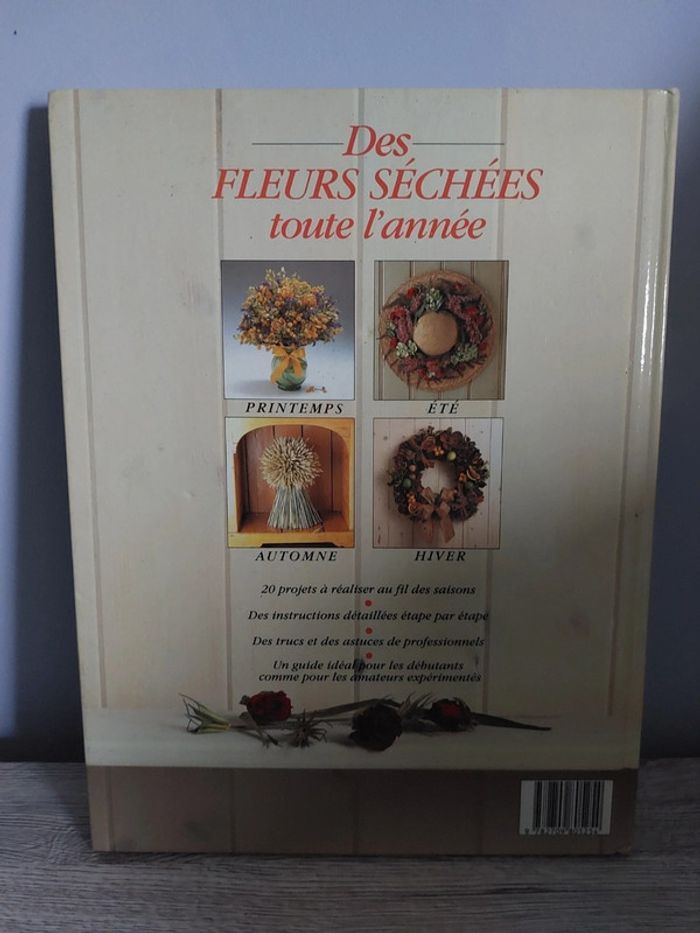 Des
FLEURS SÉCHÉES
toute l'année
PRINTEMPS
ÉTÉ
AUTOMNE
HIVER
20 projets à réaliser au fil des saisons
Des instructions détaillées étape par étape
Des trucs et des astuces de professionnels
Un guide idéal pour les débutants
comme pour les amateurs expérimentés